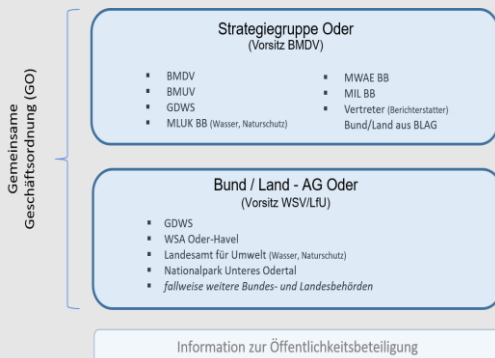 Gemeinsame
Geschäftsordnung (GO)
Strategiegruppe Oder
(Vorsitz BMDV)
▪ BMDV
▪ BMUV
▪ GDWS
▪ MLUK BB (Wasser, Naturschutz)
▪ MWAE BB
▪ MIL BB
▪ Vertreter (Berichterstatter)
Bund/Land aus BLAG
Bund / Land - AG Oder
(Vorsitz WSV/LfU)
▪ GDWS
▪ WSA Oder-Havel
▪ Landesamt für Umwelt (Wasser, Naturschutz)
▪ Nationalpark Unteres Odertal
▪ fallweise weitere Bundes- und Landesbehörden
Information zur Öffentlichkeitsbeteiligung